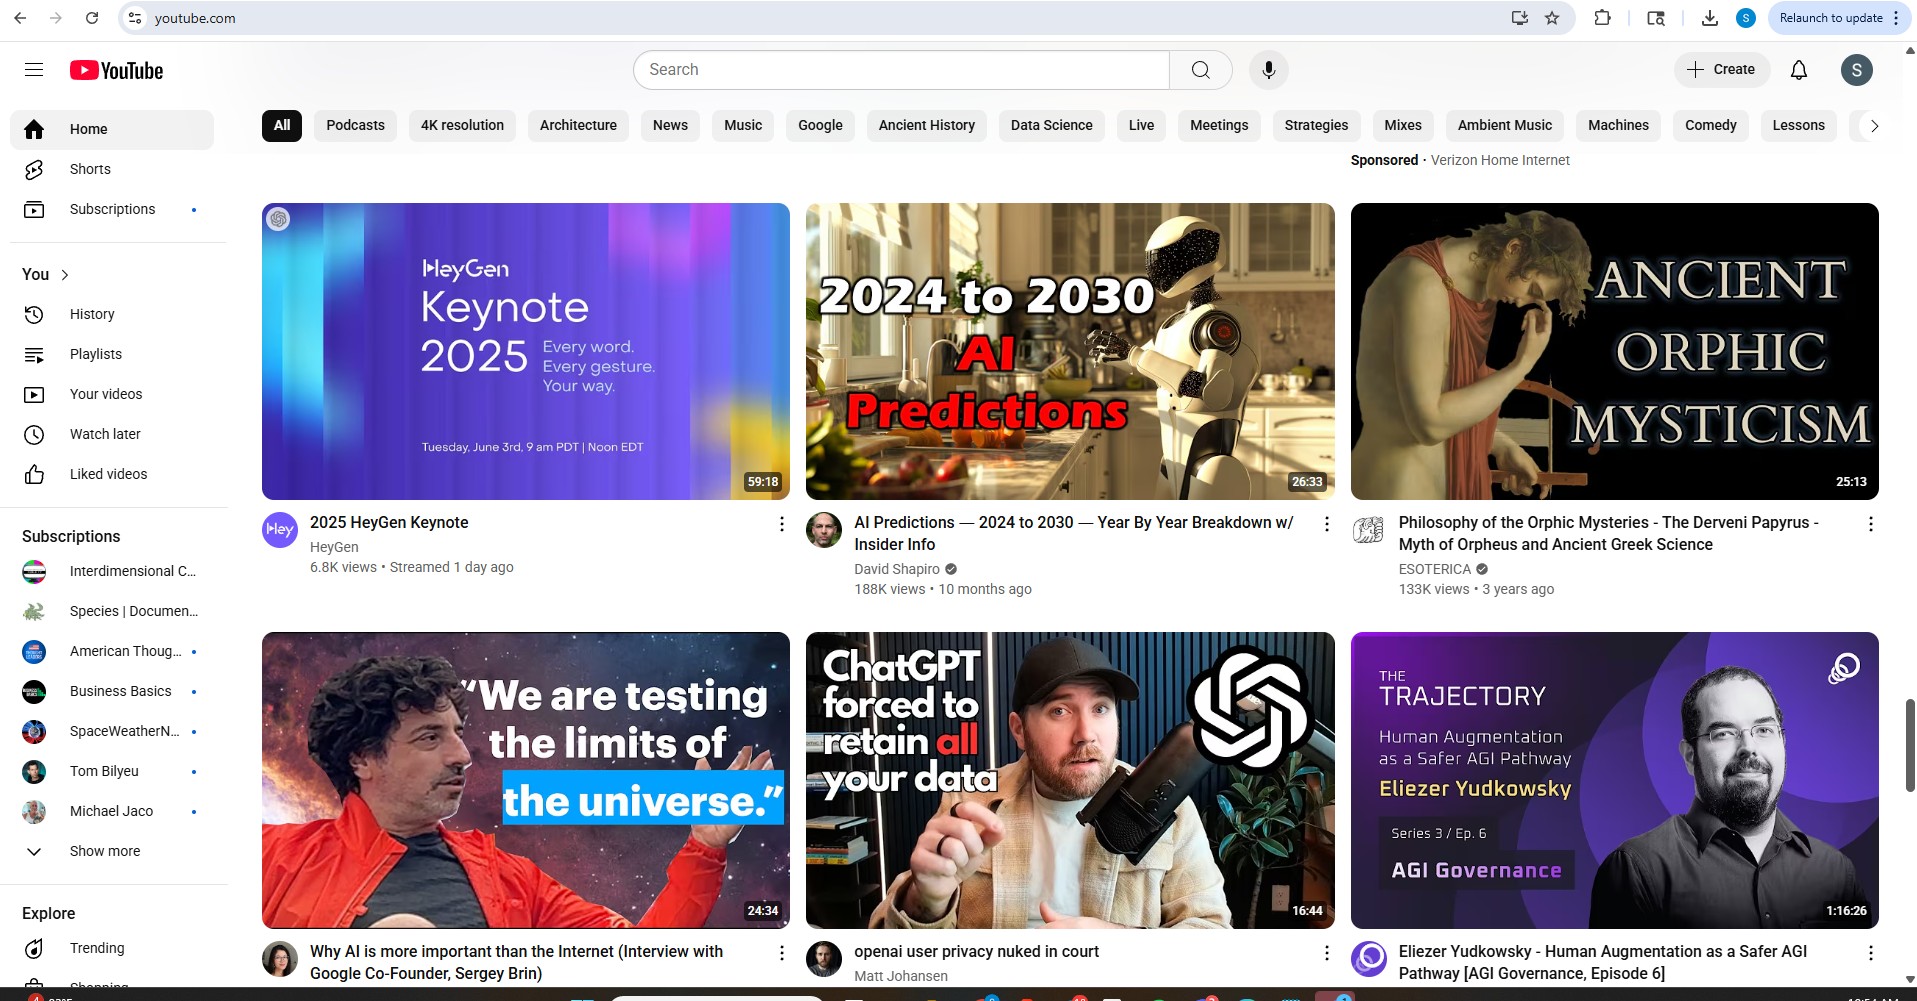 youtube.com
Relaunch to update
YouTube
Search
Create
S
Home
Shorts
Subscriptions
You
History
Playlists
Your videos
Watch later
Liked videos
Subscriptions
Interdimensional C...
Species | Documen...
American Thoug...
Business Basics
SpaceWeatherN...
Tom Bilyeu
Michael Jaco
Show more
Explore
Trending
All
Podcasts
4K resolution
Architecture
News
Music
Google
Ancient History
Data Science
Live
Meetings
Strategies
Mixes
Ambient Music
Machines
Comedy
Lessons
Sponsored · Verizon Home Internet
HeyGen
Keynote
2025
Every word.
Every gesture.
Your way.
Tuesday, June 3rd, 9 am PDT | Noon EDT
59:18
Hey
2025 HeyGen Keynote
HeyGen
6.8K views • Streamed 1 day ago
2024 to 2030
AI
Predictions
26:33
AI Predictions — 2024 to 2030 — Year By Year Breakdown w/
Insider Info
David Shapiro
188K views • 10 months ago
ANCIENT
ORPHIC
MYSTICISM
25:13
Philosophy of the Orphic Mysteries - The Derveni Papyrus -
Myth of Orpheus and Ancient Greek Science
ESOTERICA
133K views • 3 years ago
“We are testing
the limits of
the universe.”
24:34
Why AI is more important than the Internet (Interview with
Google Co-Founder, Sergey Brin)
ChatGPT
forced to
retain all
your data
16:44
openai user privacy nuked in court
Matt Johansen
THE
TRAJECTORY
Human Augmentation
as a Safer AGI Pathway
Eliezer Yudkowsky
Series 3 / Ep. 6
AGI Governance
1:16:26
Eliezer Yudkowsky - Human Augmentation as a Safer AGI
Pathway [AGI Governance, Episode 6]